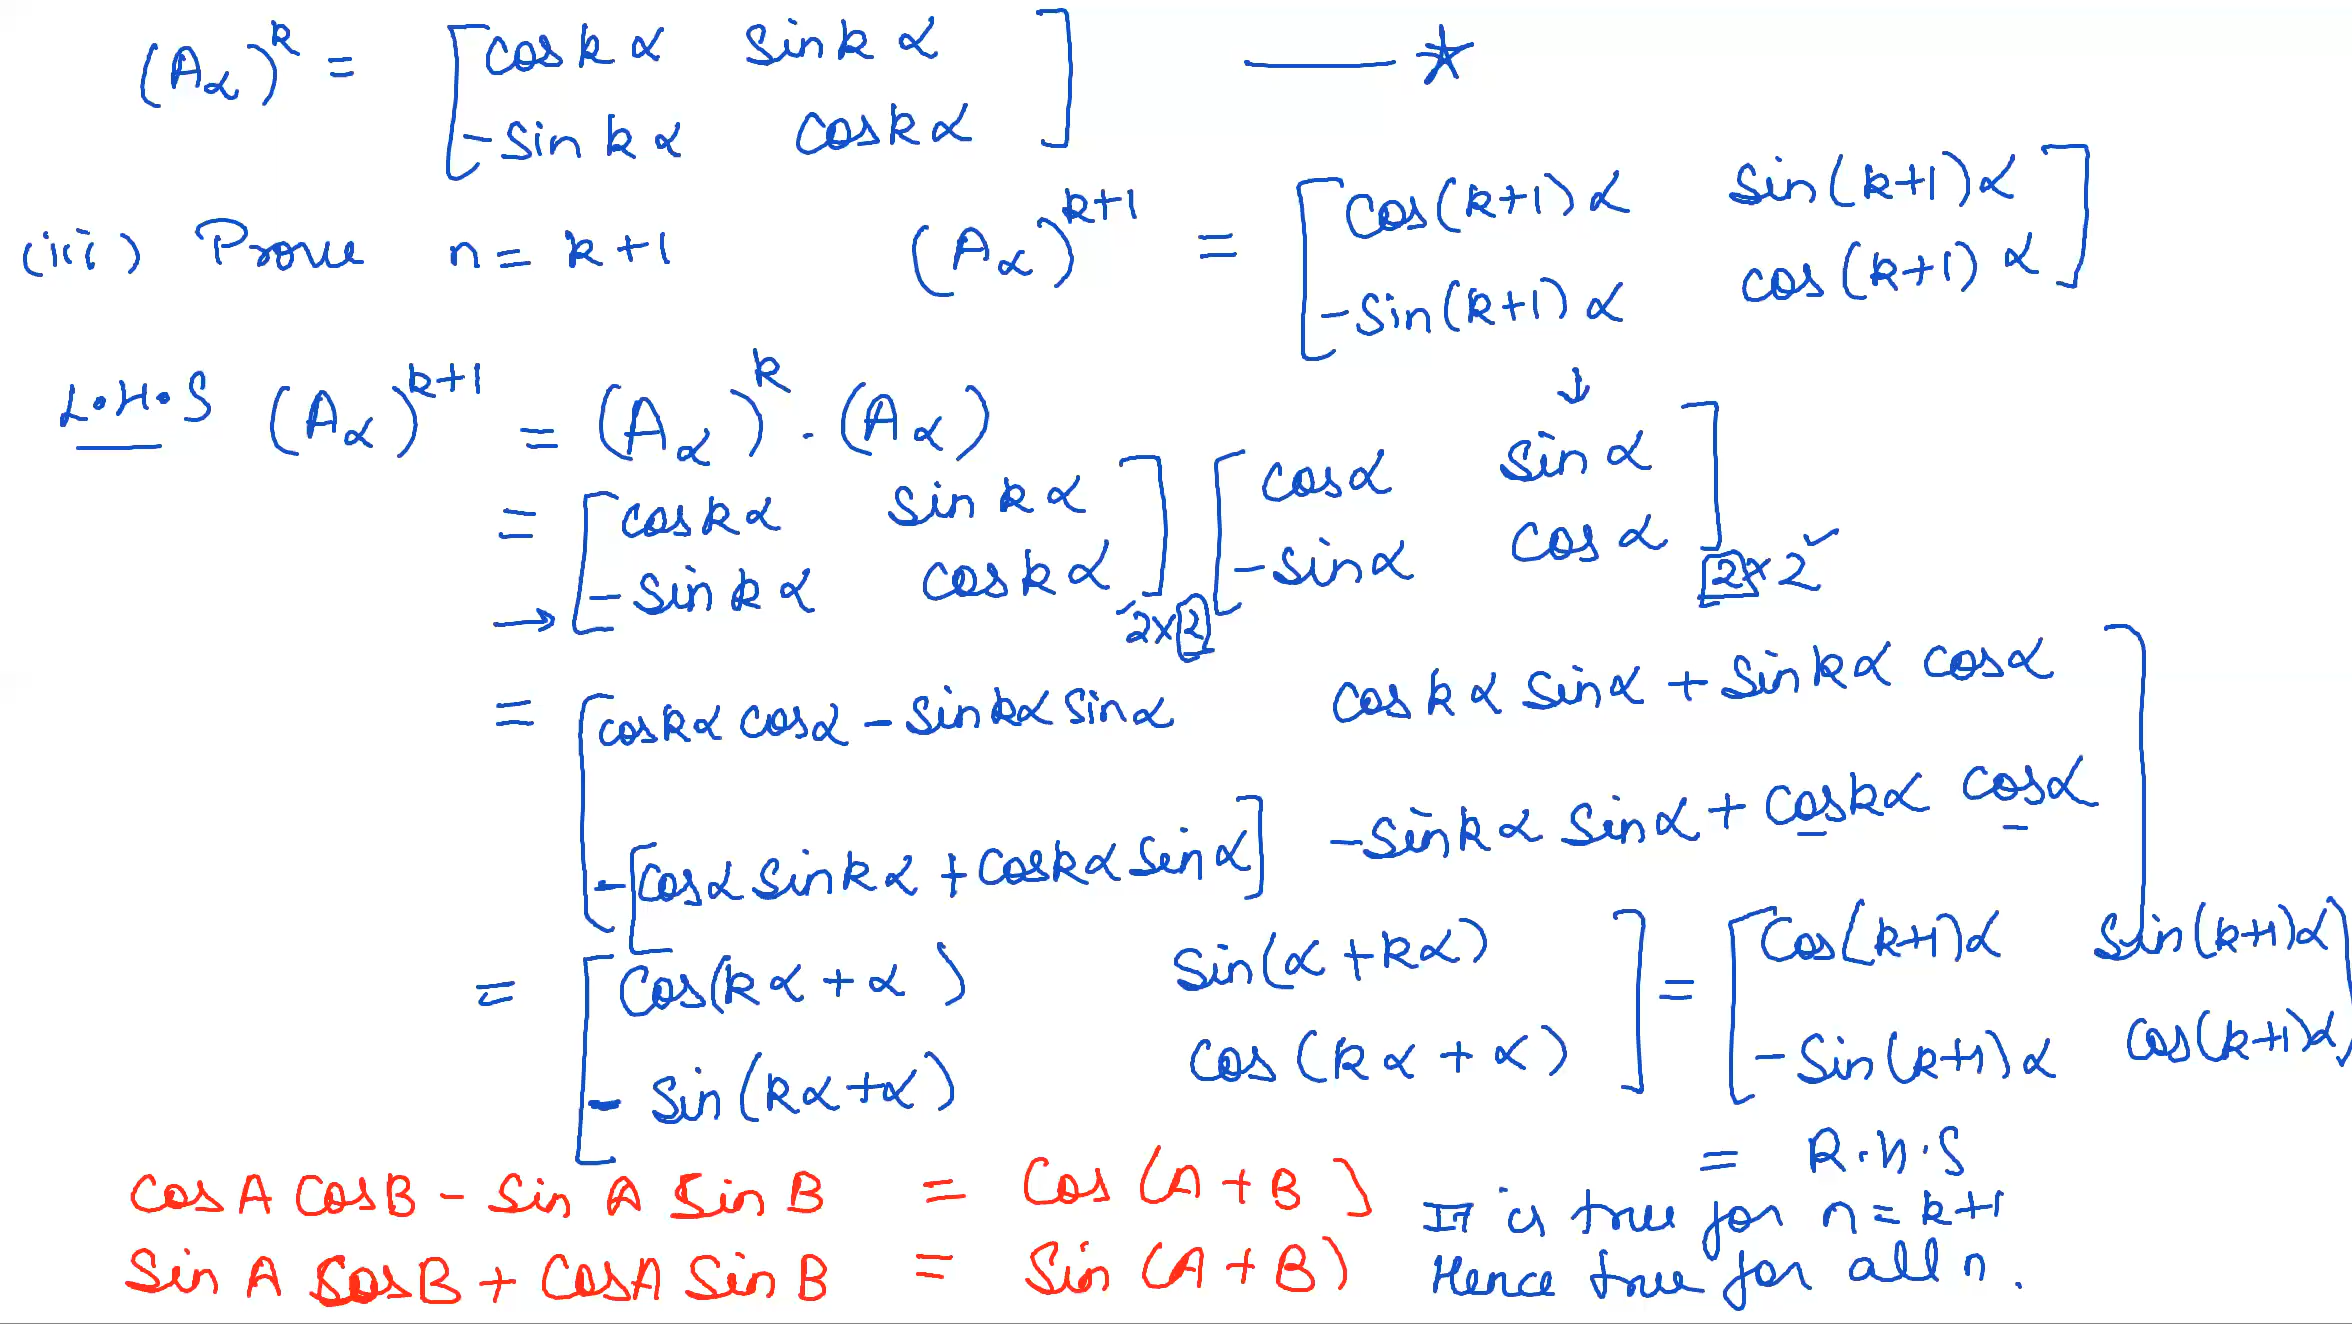 (Aα)^k = [cos kα sin kα —— ☆
-sin kα cos kα]
(iii) Prove n = k+1 (Aα)^k+1 = [cos(k+1)α sin(k+1)α
-sin(k+1)α cos(k+1)α]
L.H.S (Aα)^k+1 = (Aα)^k . (Aα) ↓
= [cos kα sin kα] [cos α sin α]
→ [-sin kα cos kα] 2×2 [-sin α cos α] 2×2
= [cos kα cos α - sin kα sin α cos kα sin α + sin kα cos α
-[cos α sin kα + cos kα sin α] -sin kα sin α + cos kα cos α]
= [cos(kα + α) sin(α + kα)] = [cos(k+1)α sin(k+1)α]
[- sin(kα + α) cos(kα + α)] [-sin(k+1)α cos(k+1)α]
= R.H.S
cos A cos B - sin A sin B = cos(A + B]
It is true for n = k+1
sin A cos B + cos A sin B = sin(A + B)
Hence true for all n.